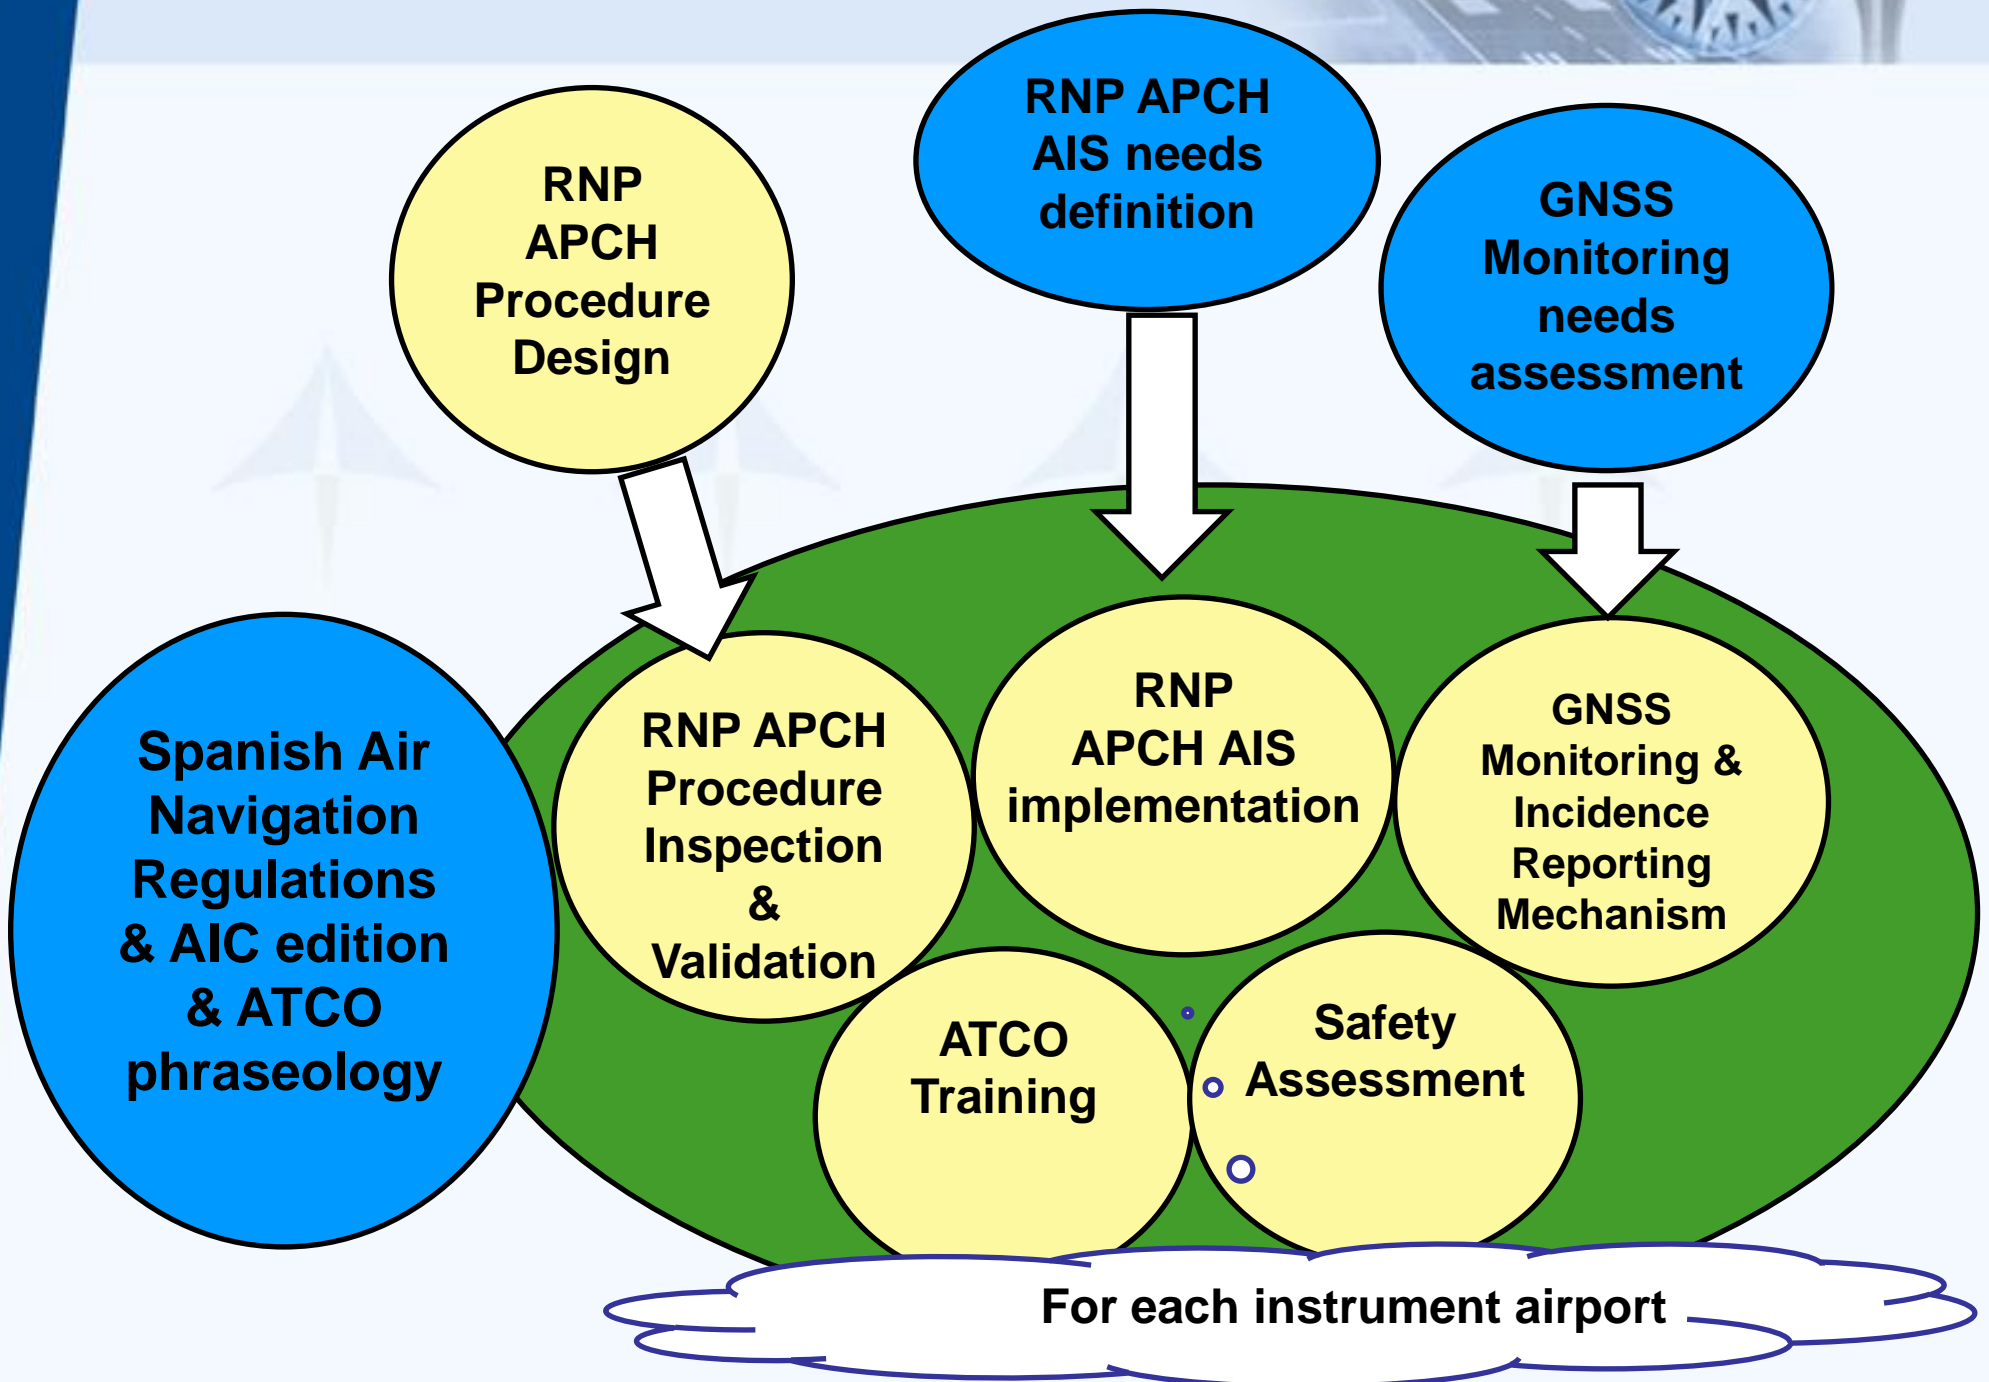 RNP
APCH
Procedure
Design
RNP APCH
AIS needs
definition
GNSS
Monitoring
needs
assessment
Spanish Air
Navigation
Regulations
& AIC edition
& ATCO
phraseology
RNP APCH
Procedure
Inspection
&
Validation
RNP
APCH AIS
implementation
GNSS
Monitoring &
Incidence
Reporting
Mechanism
ATCO
Training
Safety
Assessment
For each instrument airport